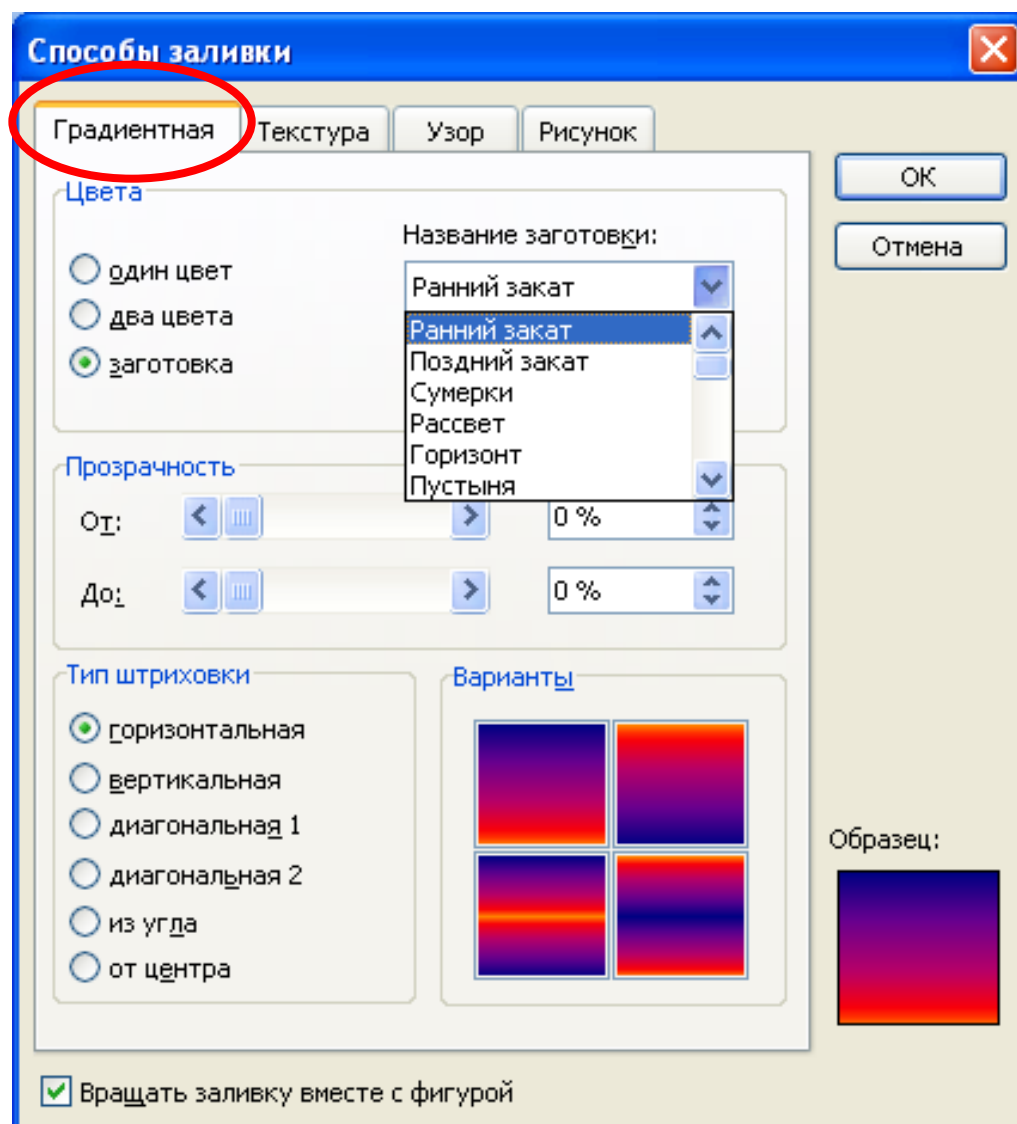 Способы заливки
Градиентная Текстура Узор Рисунок
Цвета
Название заготовки:
один цвет
два цвета
заготовка
Ранний закат
Ранний закат
Поздний закат
Сумерки
Рассвет
Горизонт
Пустыня
ОК
Отмена
Прозрачность
От: 0 %
До: 0 %
Тип штриховки
горизонтальная
вертикальная
диагональная 1
диагональная 2
из угла
от центра
Варианты
Образец:
Вращать заливку вместе с фигурой